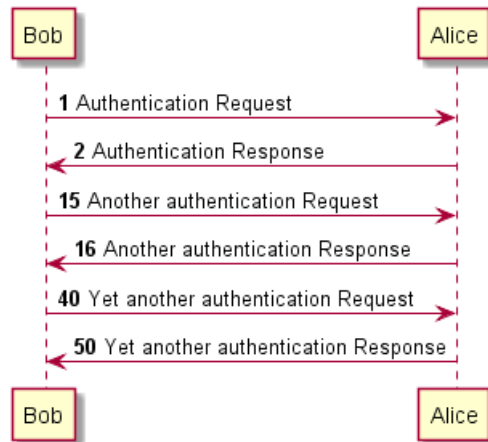 Bob Alice
1 Authentication Request
2 Authentication Response
15 Another authentication Request
16 Another authentication Response
40 Yet another authentication Request
50 Yet another authentication Response
Bob Alice